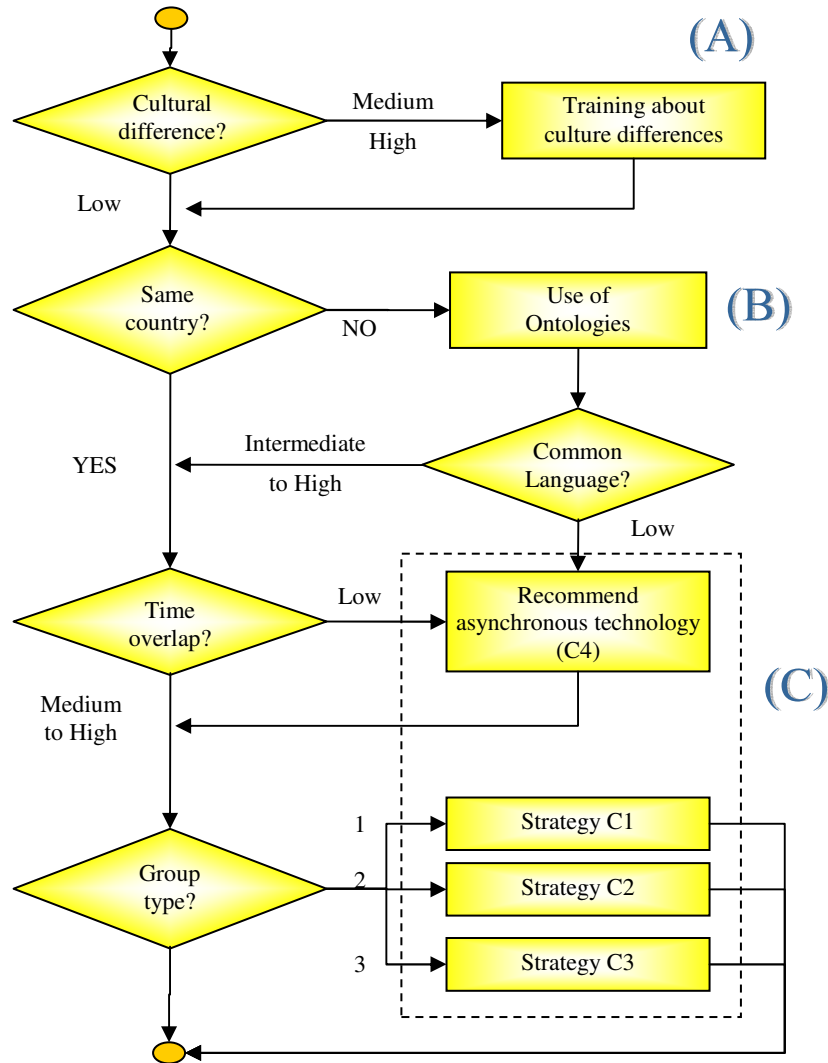 (A)
Cultural
difference?
Medium
High
Training about
culture differences
Low
Same
country?
NO
Use of
Ontologies
(B)
YES
Intermediate
to High
Common
Language?
Low
Time
overlap?
Low
Recommend
asynchronous technology
(C4)
Medium
to High
(C)
1
Strategy C1
Group
type?
2
Strategy C2
3
Strategy C3